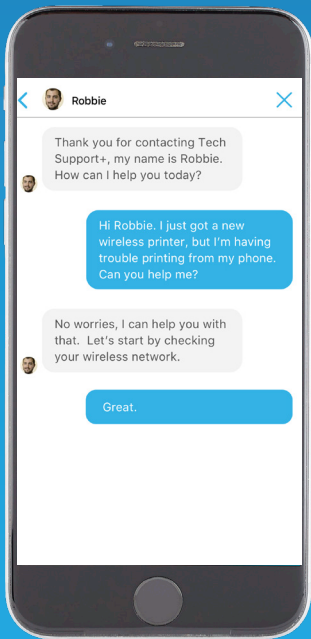 Robbie
Thank you for contacting Tech
Support+, my name is Robbie.
How can I help you today?
Hi Robbie. I just got a new
wireless printer, but I'm having
trouble printing from my phone.
Can you help me?
No worries, I can help you with
that.  Let's start by checking
your wireless network.
Great.